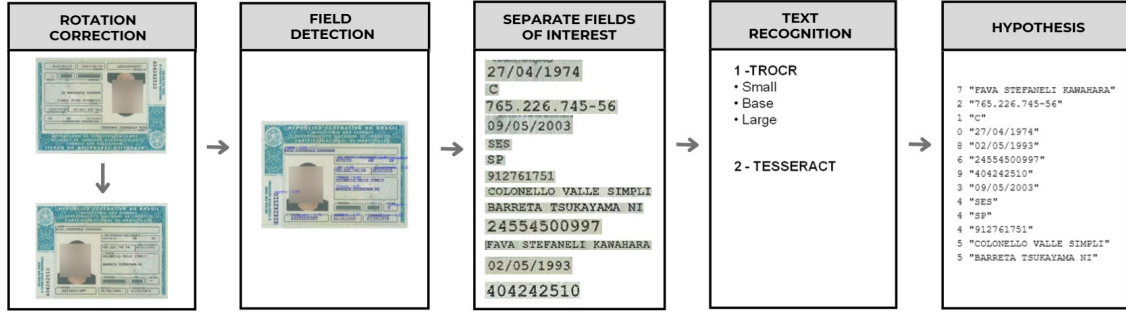 ROTATION
CORRECTION
FIELD
DETECTION
SEPARATE FIELDS
OF INTEREST
27/04/1974
C
765.226.745-56
09/05/2003
SES
SP
912761751
COLONELLO VALLE SIMPLI
BARRETA TSUKAYAMA NI
24554500997
FAVA STEFANELI KAWAHARA
02/05/1993
404242510
TEXT
RECOGNITION
1 -TROCR
• Small
• Base
• Large
2 - TESSERACT
HYPOTHESIS
7 "FAVA STEFANELI KAWAHARA"
2 "765.226.745-56"
1 "C"
0 "27/04/1974"
8 "02/05/1993"
6 "24554500997"
9 "404242510"
3 "09/05/2003"
4 "SES"
4 "SP"
4 "912761751"
5 "COLONELLO VALLE SIMPLI"
5 "BARRETA TSUKAYAMA NI"